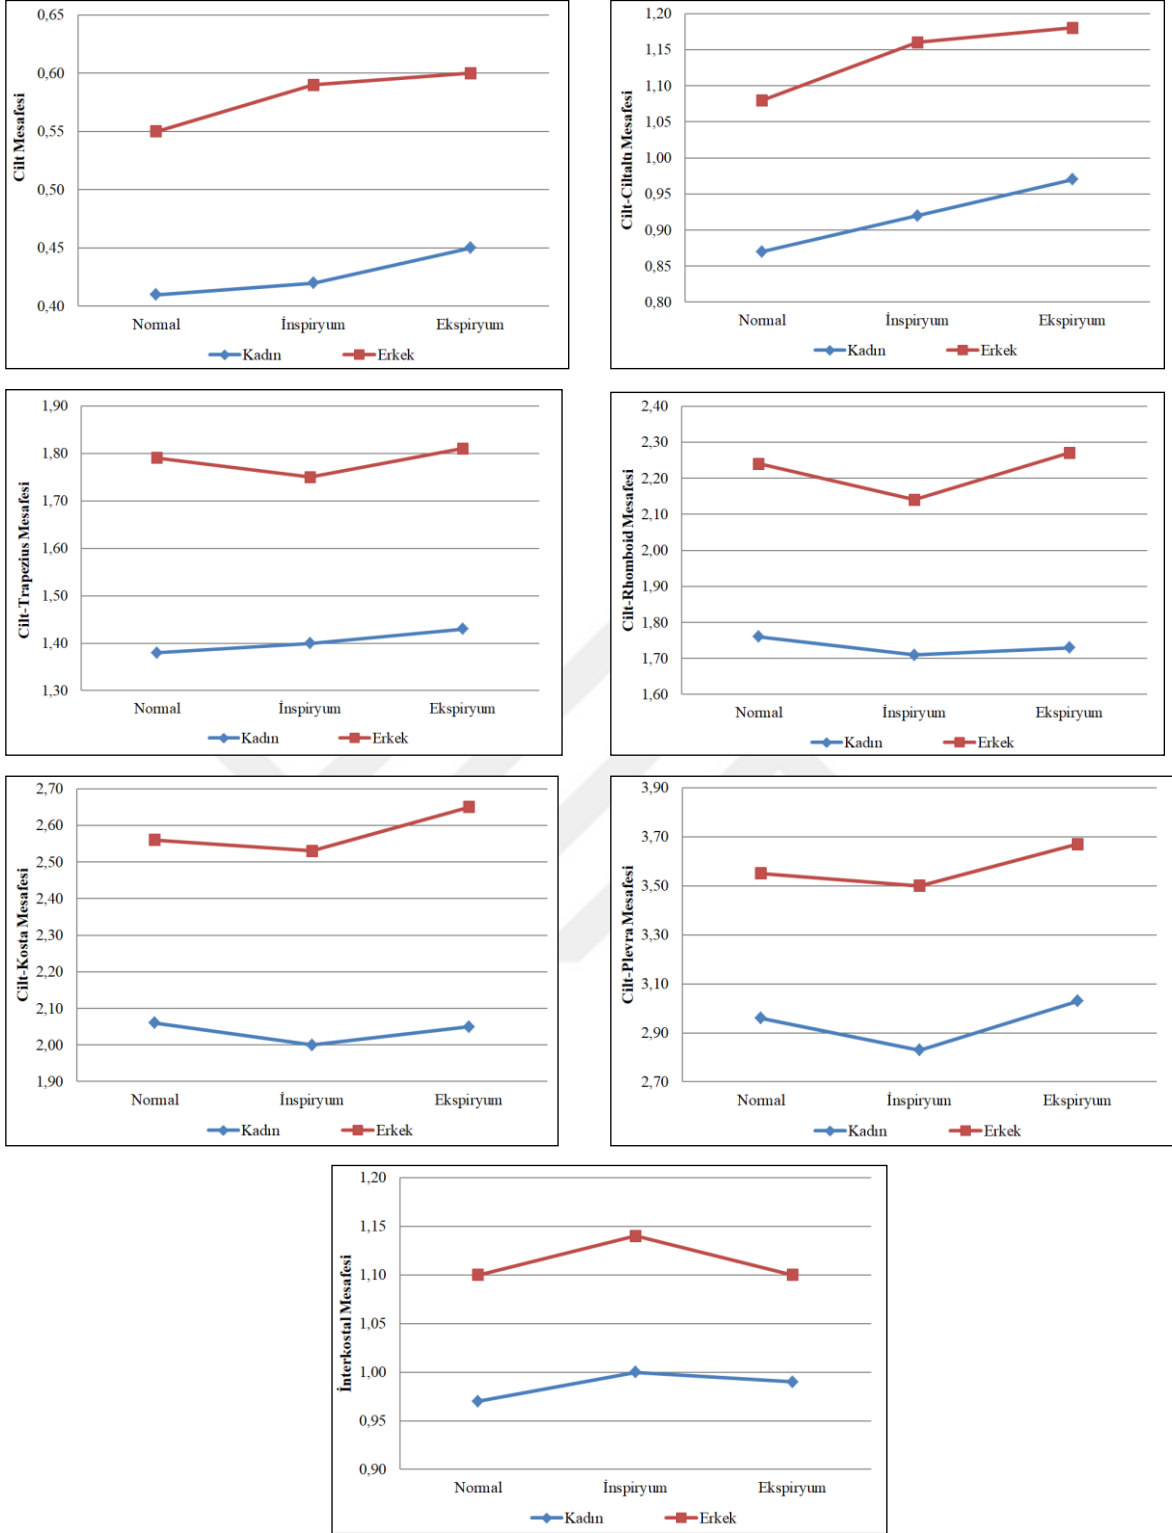 Cilt Mesafesi
0,65
0,60
0,55
0,50
0,45
0,40
Normal İnspiryum Ekspiryum
Kadın Erkek
Cilt-Ciltaltı Mesafesi
1,20
1,15
1,10
1,05
1,00
0,95
0,90
0,85
0,80
Normal İnspiryum Ekspiryum
Kadın Erkek
Cilt-Trapezius Mesafesi
1,90
1,80
1,70
1,60
1,50
1,40
1,30
Normal İnspiryum Ekspiryum
Kadın Erkek
Cilt-Rhomboid Mesafesi
2,40
2,30
2,20
2,10
2,00
1,90
1,80
1,70
1,60
Normal İnspiryum Ekspiryum
Kadın Erkek
Cilt-Kosta Mesafesi
2,70
2,60
2,50
2,40
2,30
2,20
2,10
2,00
1,90
Normal İnspiryum Ekspiryum
Kadın Erkek
Cilt-Plevra Mesafesi
3,90
3,70
3,50
3,30
3,10
2,90
2,70
Normal İnspiryum Ekspiryum
Kadın Erkek
İnterkostal Mesafesi
1,20
1,15
1,10
1,05
1,00
0,95
0,90
Normal İnspiryum Ekspiryum
Kadın Erkek